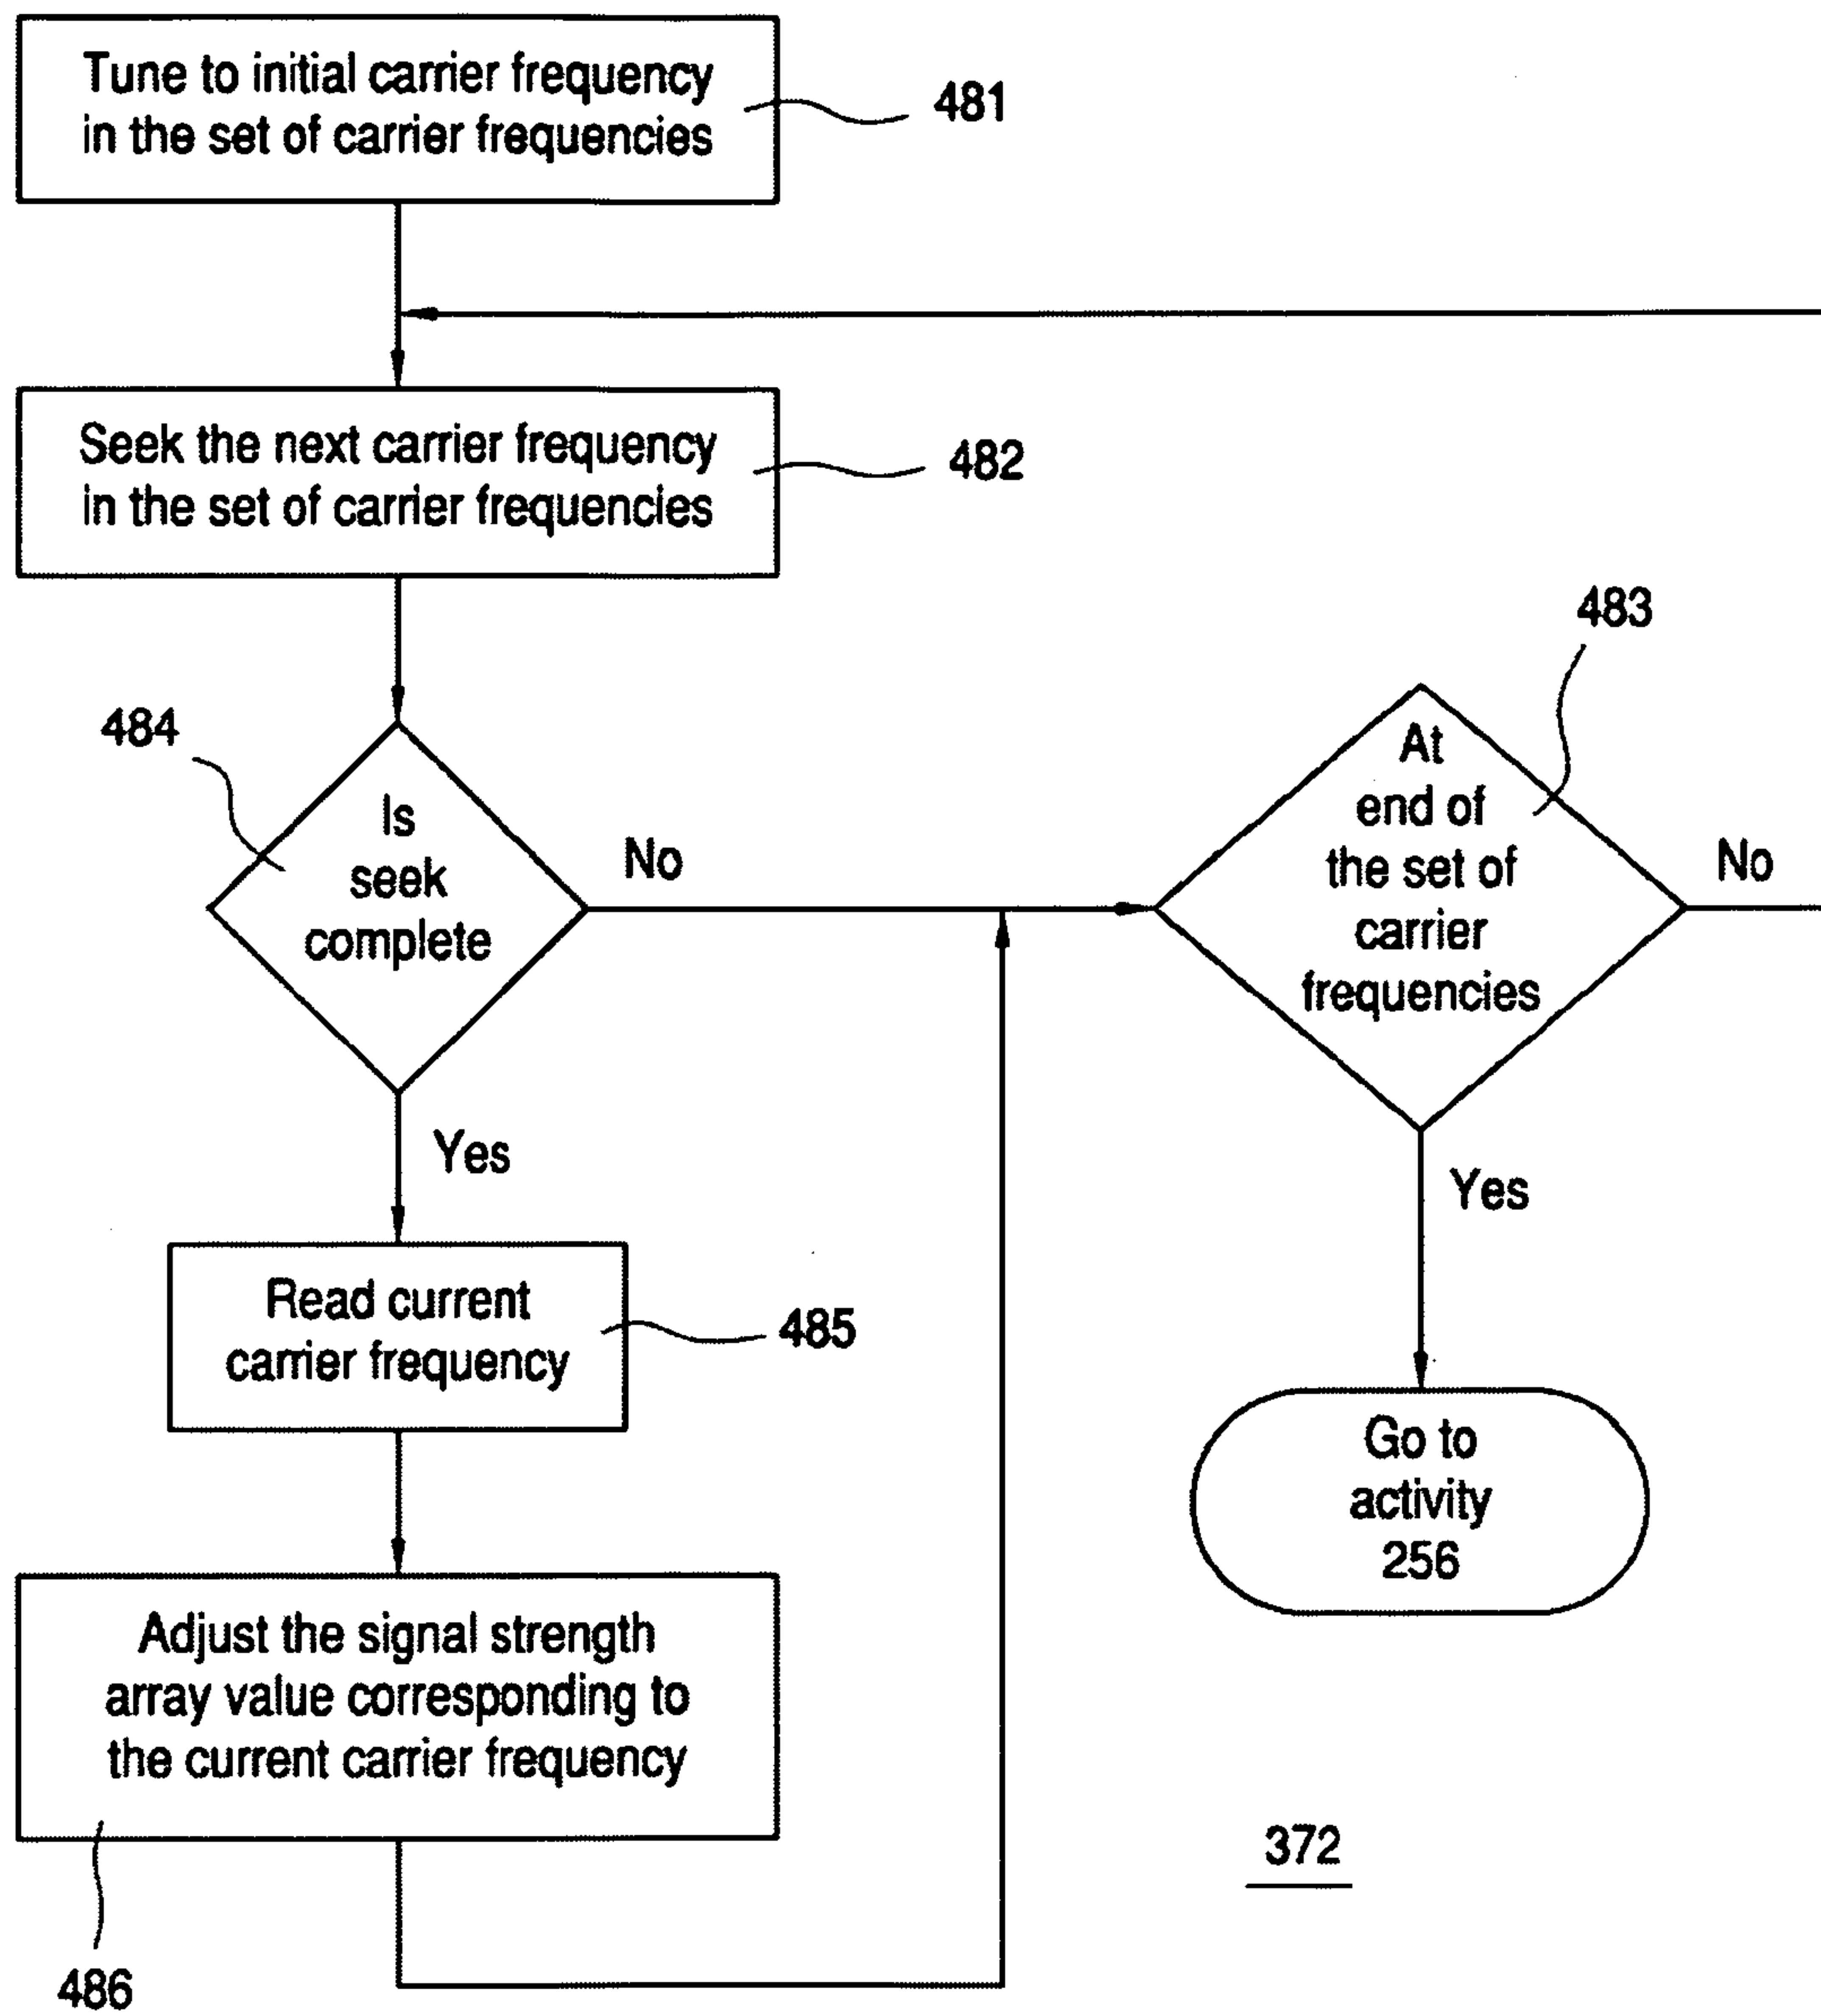 Tune to initial carrier frequency
in the set of carrier frequencies
481
Seek the next carrier frequency
in the set of carrier frequencies
482
483
484
Is
seek
complete
No
At
end of
the set of
carrier
frequencies
No
Yes
Yes
Read current
carrier frequency
485
Go to
activity
256
Adjust the signal strength
array value corresponding to
the current carrier frequency
372
486